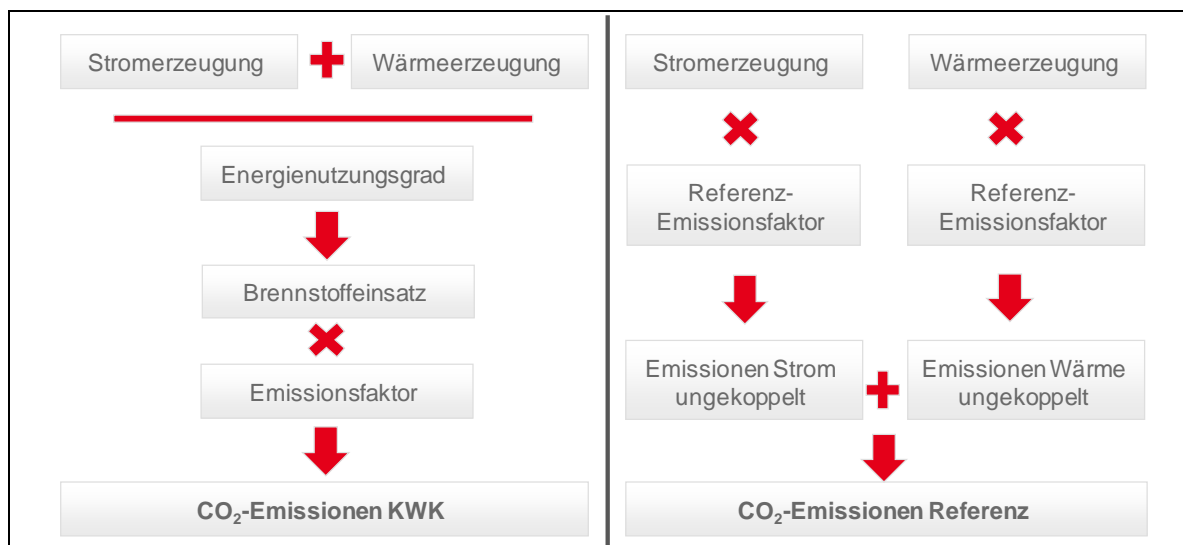 Stromerzeugung
Wärmeerzeugung
Energienutzungsgrad
Brennstoffeinsatz
Emissionsfaktor
CO₂-Emissionen KWK
Stromerzeugung
Wärmeerzeugung
Referenz-
Emissionsfaktor
Referenz-
Emissionsfaktor
Emissionen Strom
ungekoppelt
Emissionen Wärme
ungekoppelt
CO₂-Emissionen Referenz